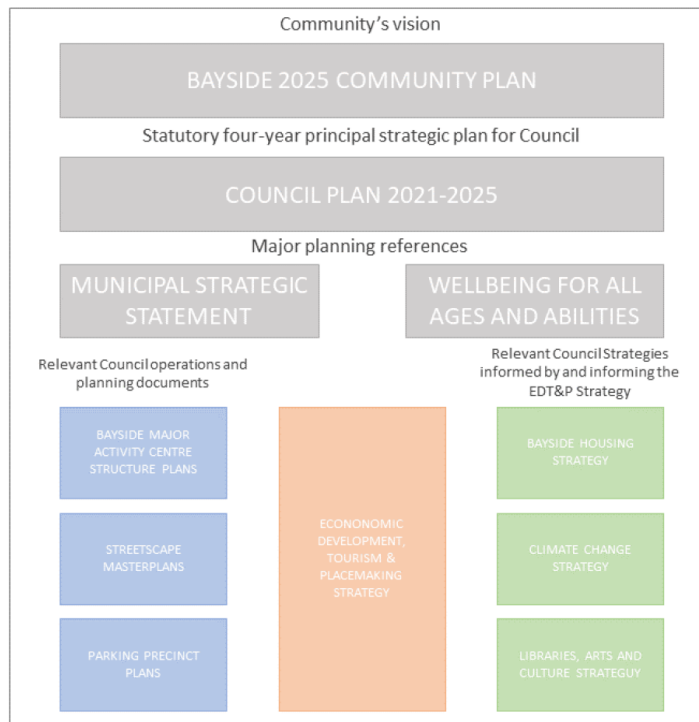 Community's vision
BAYSIDE 2025 COMMUNITY PLAN
Statutory four-year principal strategic plan for Council
COUNCIL PLAN 2021-2025
Major planning references
MUNICIPAL STRATEGIC
STATEMENT
WELLBEING FOR ALL
AGES AND ABILITIES
Relevant Council operations and
planning documents
Relevant Council Strategies
informed by and informing the
EDT&P Strategy
BAYSIDE MAJOR
ACTIVITY CENTRE
STRUCTURE PLANS
STREETSCAPE
MASTERPLANS
PARKING PRECINCT
PLANS
ECONONOMIC
DEVELOPMENT,
TOURISM &
PLACEMAKING
STRATEGY
BAYSIDE HOUSING
STRATEGY
CLIMATE CHANGE
STRATEGY
LIBRARIES, ARTS AND
CULTURE STRATEGUY